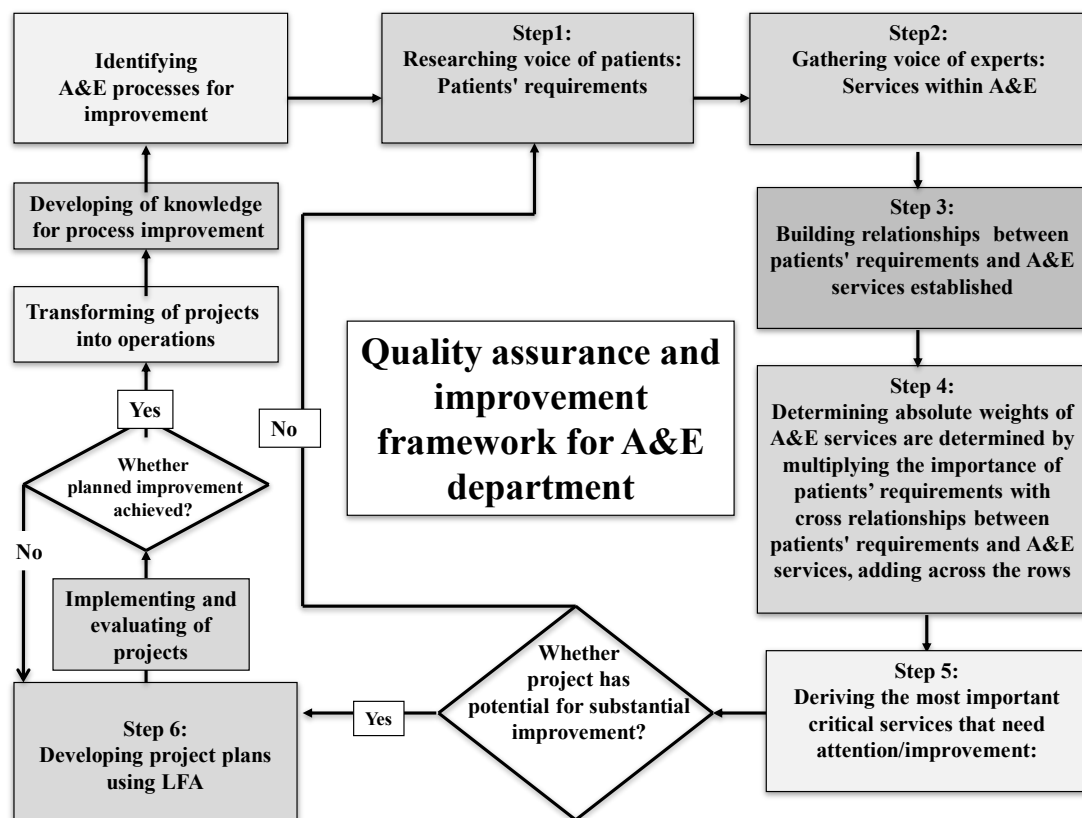 Identifying
A&E processes for
improvement
Step1:
Researching voice of patients:
Patients' requirements
Step2:
Gathering voice of experts:
Services within A&E
Step 3:
Building relationships between
patients' requirements and A&E
services established
Step 4:
Determining absolute weights of
A&E services are determined by
multiplying the importance of
patients’ requirements with
cross relationships between
patients' requirements and A&E
services, adding across the rows
Step 5:
Deriving the most important
critical services that need
attention/improvement:
Whether
project has
potential for substantial
improvement?
No
Yes
Step 6:
Developing project plans
using LFA
Implementing and
evaluating of
projects
Whether
planned improvement
achieved?
No
Yes
Transforming of projects
into operations
Developing of knowledge
for process improvement
Quality assurance and
improvement
framework for A&E
department